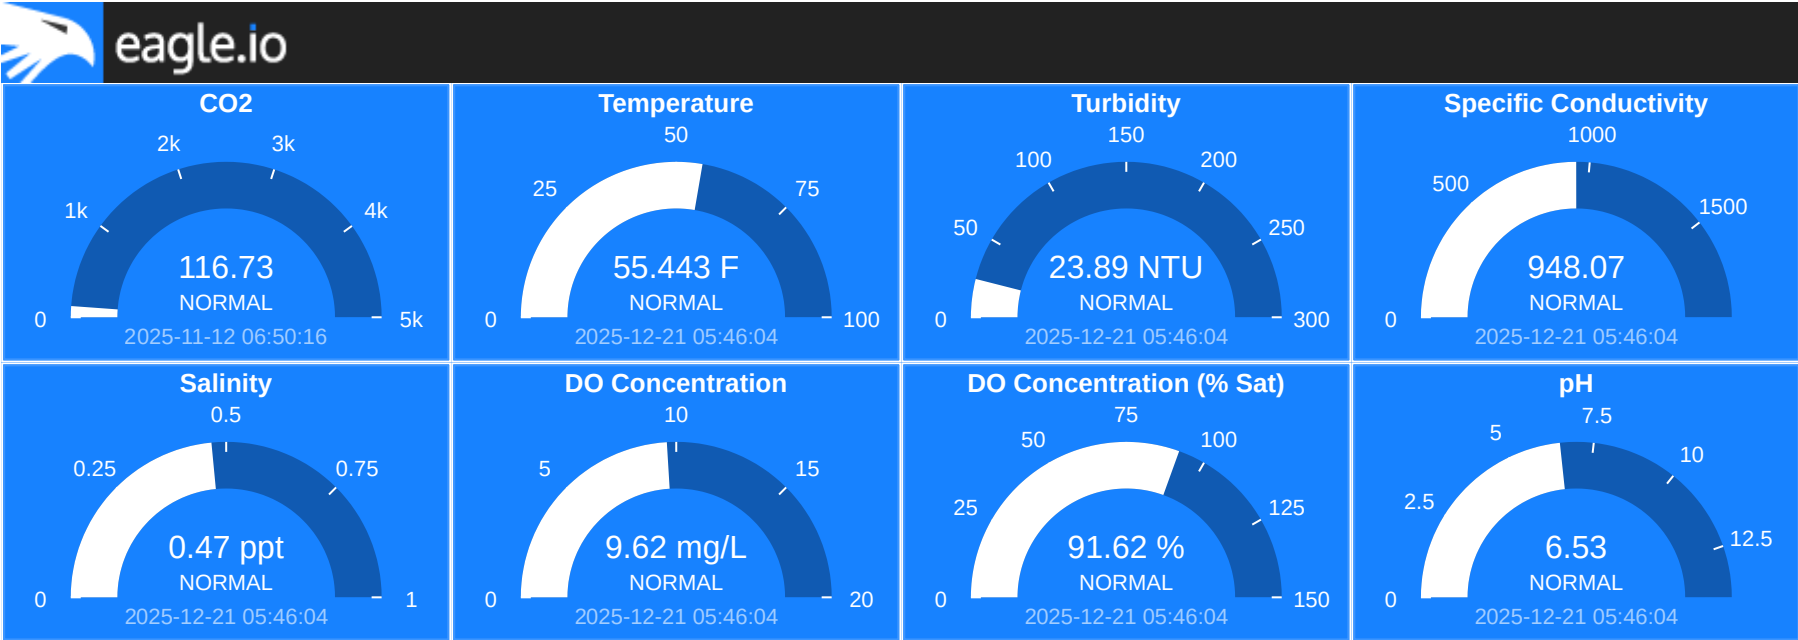 eagle.io
CO2
0
1k
2k
3k
4k
5k
116.73
NORMAL
2025-11-12 06:50:16
Temperature
0
25
50
75
100
55.443 F
NORMAL
2025-12-21 05:46:04
Turbidity
0
50
100
150
200
250
300
23.89 NTU
NORMAL
2025-12-21 05:46:04
Specific Conductivity
0
500
1000
1500
948.07
NORMAL
2025-12-21 05:46:04
Salinity
0
0.25
0.5
0.75
1
0.47 ppt
NORMAL
2025-12-21 05:46:04
DO Concentration
0
5
10
15
20
9.62 mg/L
NORMAL
2025-12-21 05:46:04
DO Concentration (% Sat)
0
25
50
75
100
125
150
91.62 %
NORMAL
2025-12-21 05:46:04
pH
0
2.5
5
7.5
10
12.5
6.53
NORMAL
2025-12-21 05:46:04